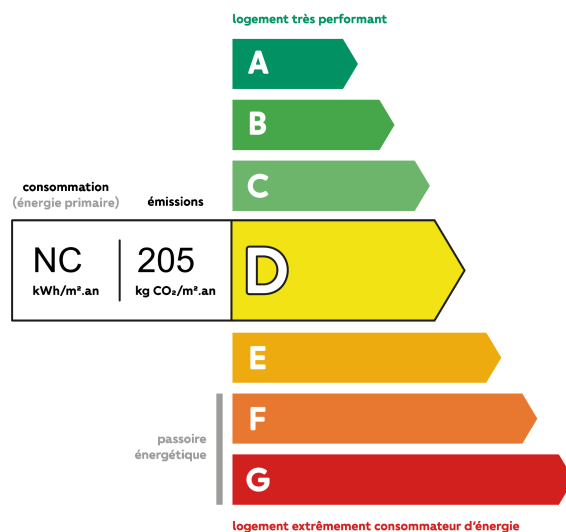 logement très performant
A
B
C
consommation
(énergie primaire)
émissions
NC
205
kWh/m².an
kg CO₂/m².an
D
E
F
passoire
énergétique
G
logement extrêmement consommateur d'énergie